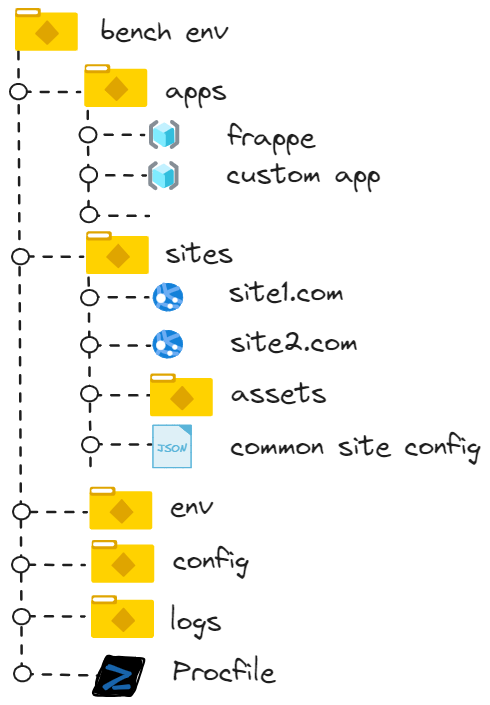 bench env
apps
frappe
custom app
sites
site1.com
site2.com
assets
JSON
common site config
env
config
logs
Procfile